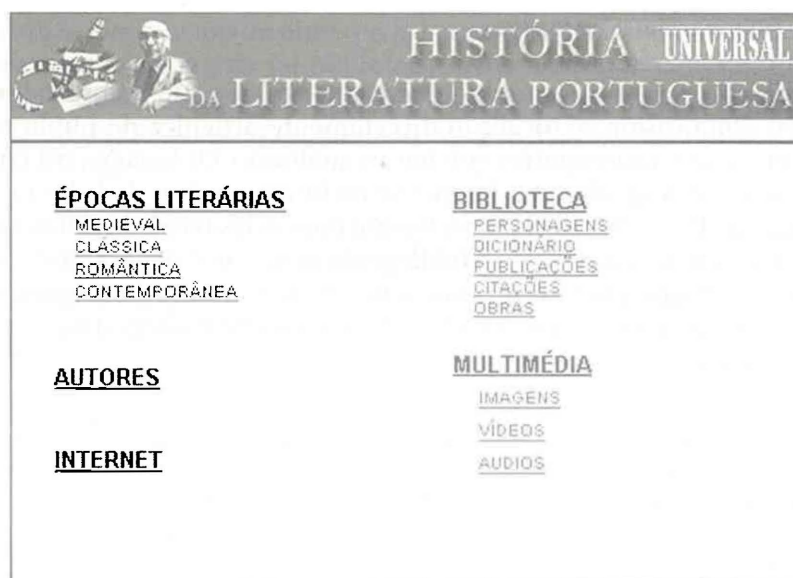 HISTÓRIA UNIVERSAL
DA LITERATURA PORTUGUESA
ÉPOCAS LITERÁRIAS
MEDIEVAL
CLÁSSICA
ROMÂNTICA
CONTEMPORÂNEA
AUTORES
INTERNET
BIBLIOTECA
PERSONAGENS
DICIONÁRIO
PUBLICAÇÕES
CITAÇÕES
OBRAS
MULTIMÉDIA
IMAGENS
VÍDEOS
AUDIOS